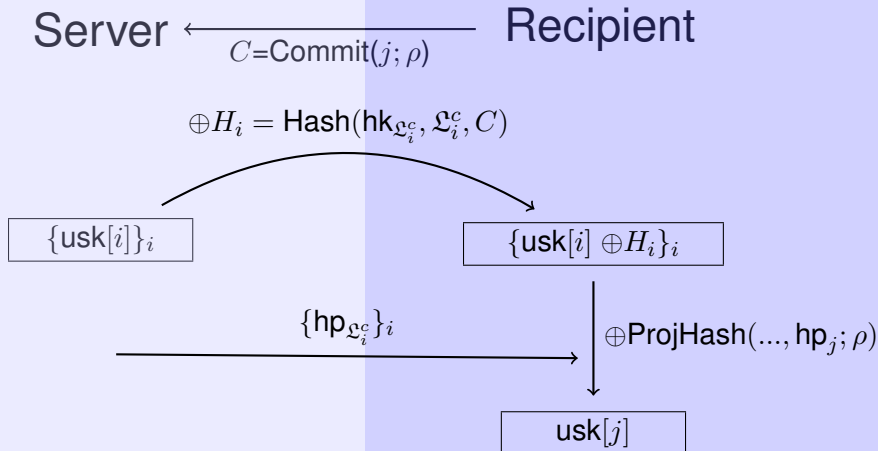 Server Recipient
C=Commit(j; ρ)
⊕H_i = Hash(hk_{𝔏_i^c}, 𝔏_i^c, C)
{usk[i]}_i {usk[i] ⊕H_i}_i
{hp_{𝔏_i^c}}_i
⊕ProjHash(..., hp_j; ρ)
usk[j]